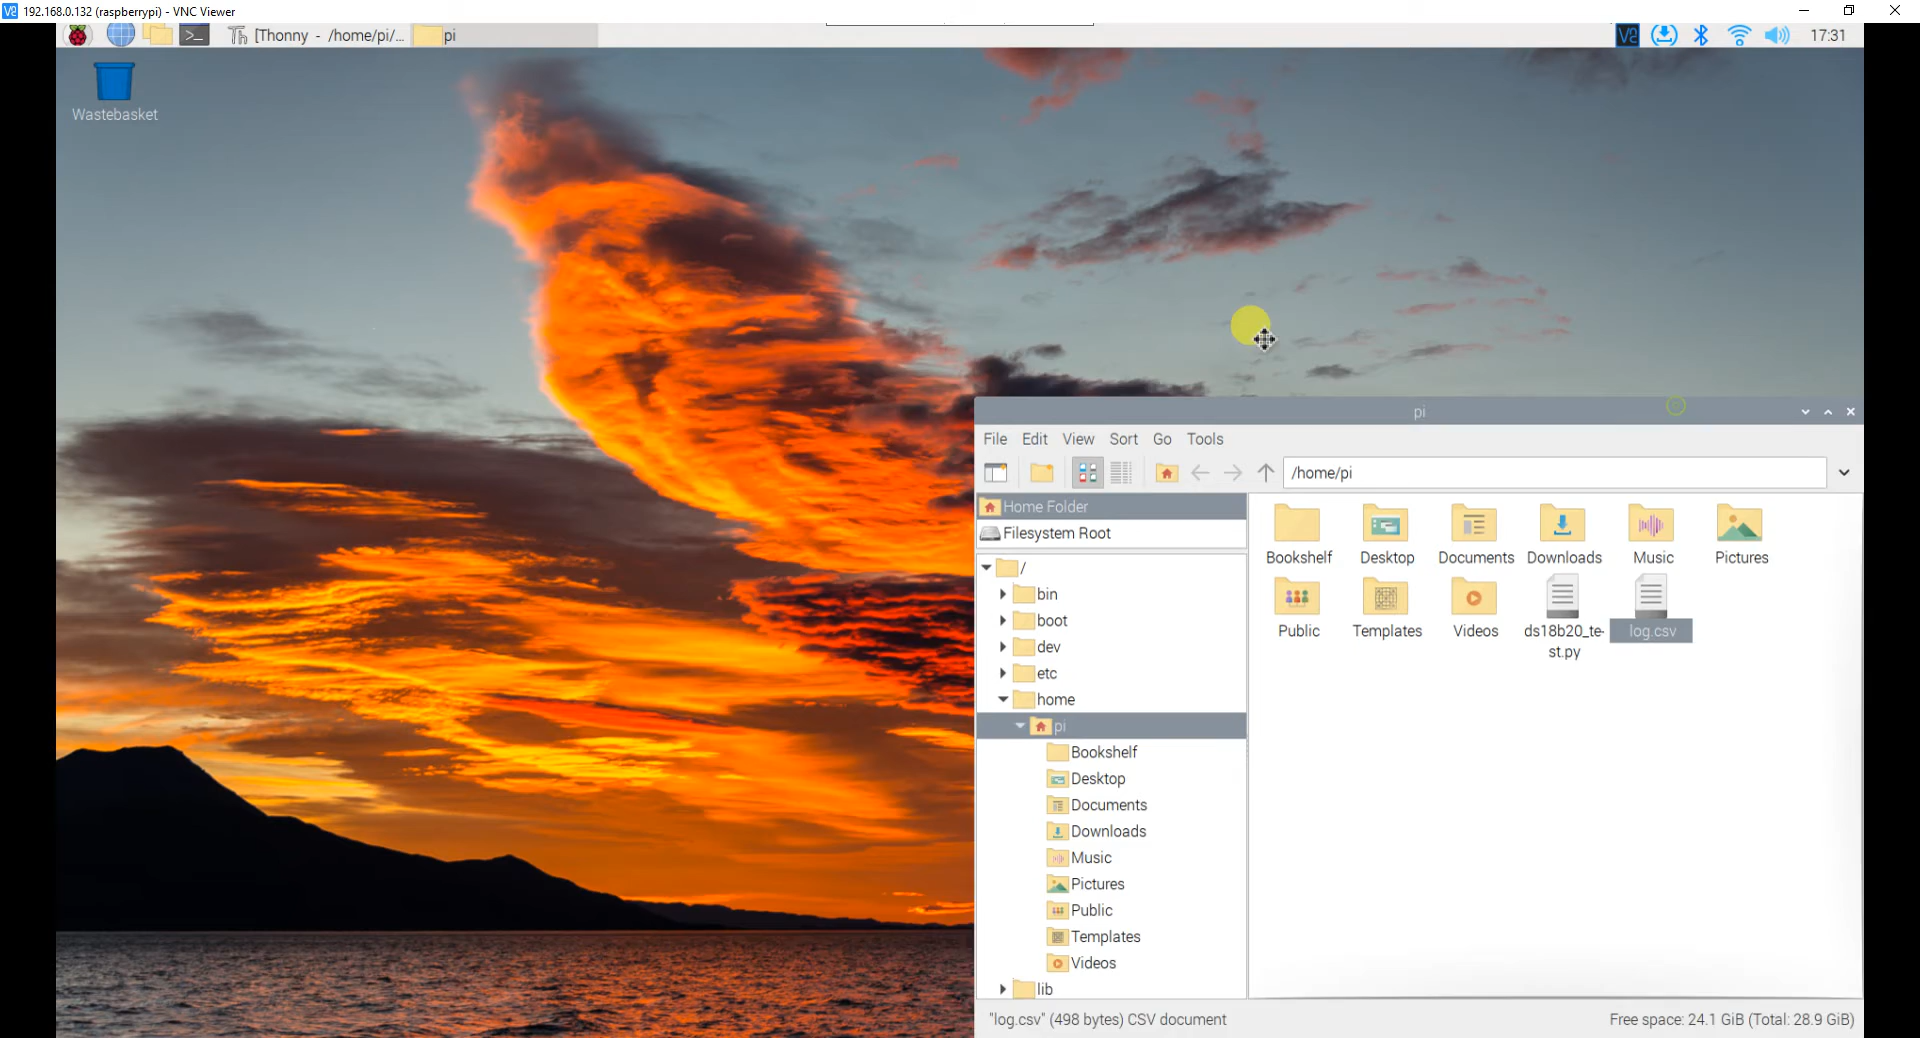 192.168.0.132 (raspberrypi) - VNC Viewer
[Thonny - /home/pi/...
pi
17:31
Wastebasket
pi
File Edit View Sort Go Tools
/home/pi
Home Folder
Filesystem Root
/
bin
boot
dev
etc
home
pi
Bookshelf
Desktop
Documents
Downloads
Music
Pictures
Public
Templates
Videos
lib
Bookshelf Desktop Documents Downloads Music Pictures
Public Templates Videos ds18b20_te- log.csv
st.py
"log.csv" (498 bytes) CSV document
Free space: 24.1 GiB (Total: 28.9 GiB)